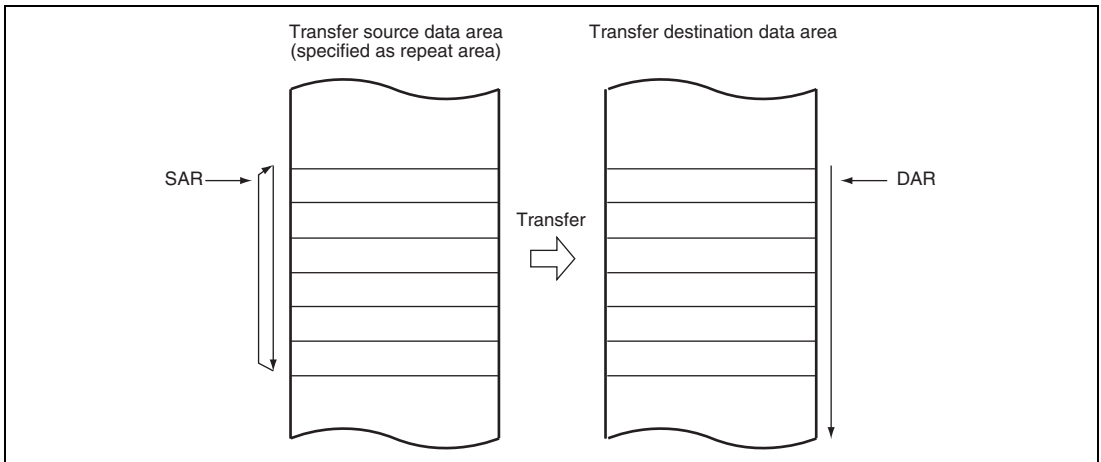 Transfer source data area
(specified as repeat area)
Transfer destination data area
SAR
Transfer
DAR